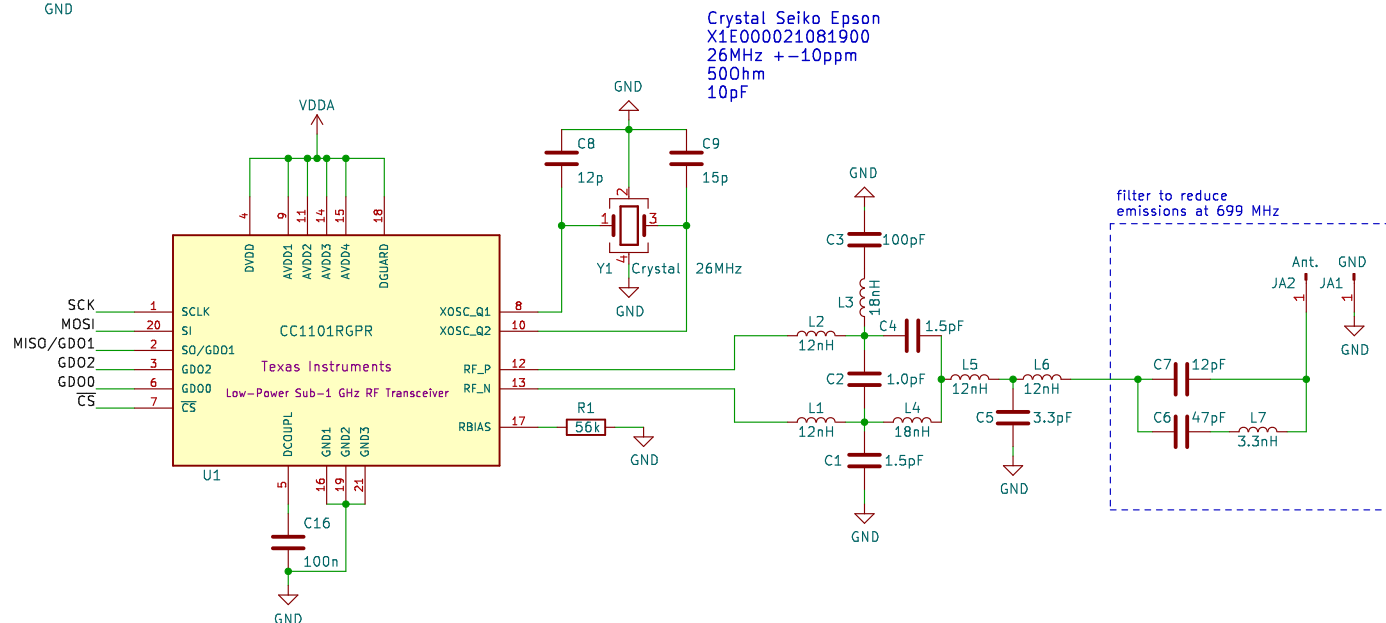 GND
Crystal Seiko Epson
X1E000021081900
26MHz +-10ppm
50Ohm
10pF
GND
VDDA
C8
12p
C9
15p
2
1
3
4
Y1
Crystal 26MHz
GND
4
9
11
14
15
18
DVDD
AVDD1
AVDD2
AVDD3
AVDD4
DGUARD
SCK
1
SCLK
MOSI
20
SI
MISO/GDO1
2
SO/GDO1
GDO2
3
GDO2
GDO0
6
GDO0
CS
7
CS
CC1101RGPR
Texas Instruments
Low-Power Sub-1 GHz RF Transceiver
XOSC_Q1
8
XOSC_Q2
10
RF_P
12
RF_N
13
RBIAS
17
DCOUPL
GND1
GND2
GND3
U1
5
16
19
21
C16
100n
GND
R1
56k
GND
GND
C3
100pF
L3
18nH
L2
12nH
C4
1.5pF
C2
1.0pF
L1
12nH
L4
18nH
C1
1.5pF
GND
L5
12nH
L6
12nH
C5
3.3pF
GND
filter to reduce
emissions at 699 MHz
Ant.
GND
JA2
1
JA1
1
GND
C7
12pF
C6
47pF
L7
3.3nH